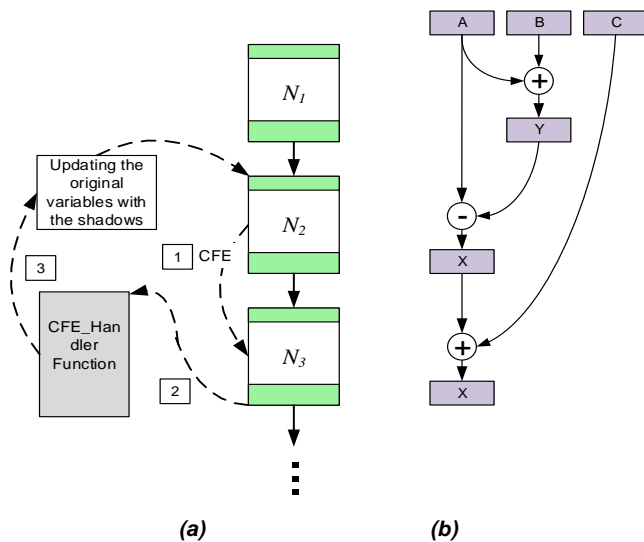 N1
Updating the
original
variables with
the shadows
N2
1
CFE
3
CFE_Han
dler
Function
N3
2
(a)
A
B
C
+
Y
-
X
+
X
(b)